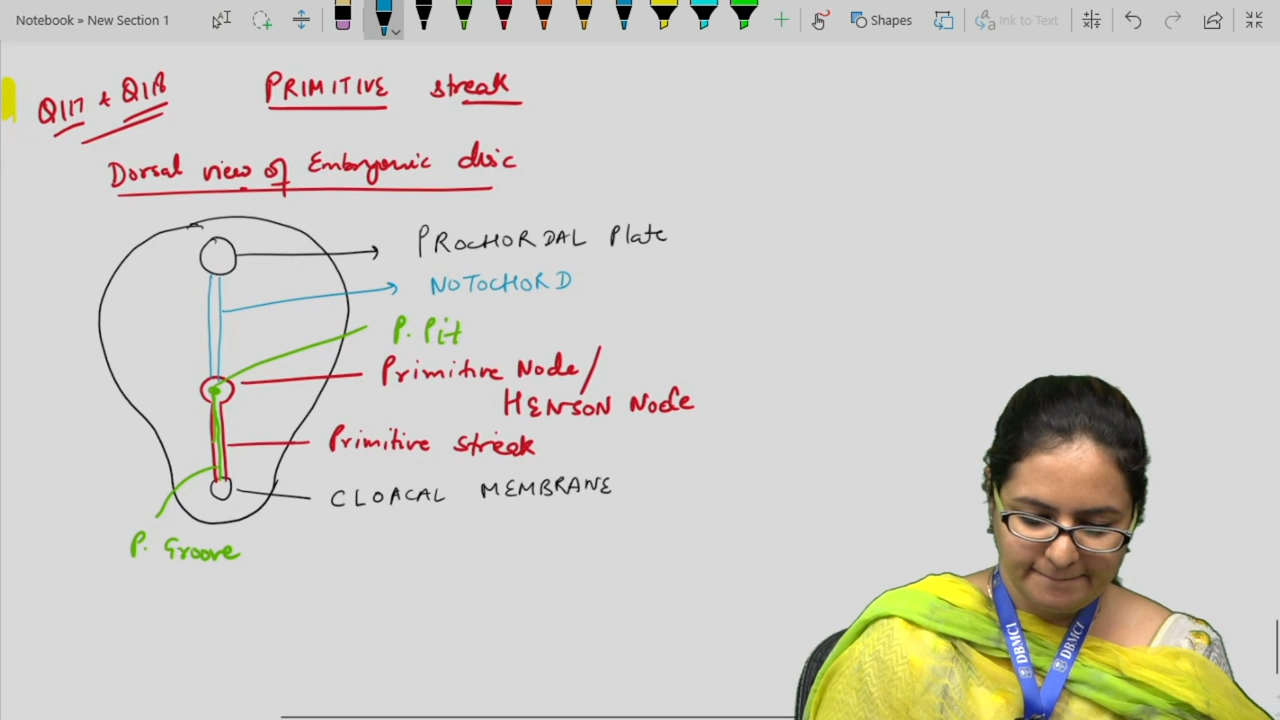 Notebook » New Section 1
Shapes
Ink to Text
Q117 & Q118
PRIMITIVE streak
Dorsal view of Embryonic disc
PROCHORDAL Plate
NOTOCHORD
P. Pit
Primitive Node/
HENSON Node
Primitive streak
CLOACAL MEMBRANE
P. Groove
DBMCI
DBMCI